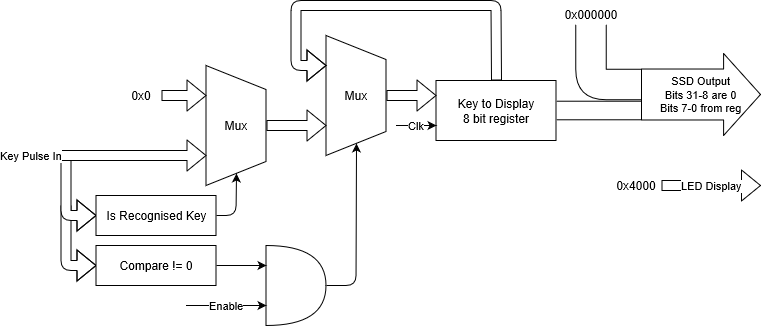 0x000000
SSD Output
Bits 31-8 are 0
Bits 7-0 from reg
0x0
Mux
Mux
Key to Display
8 bit register
Clk
Key Pulse In
0x4000
LED Display
Is Recognised Key
Compare != 0
Enable